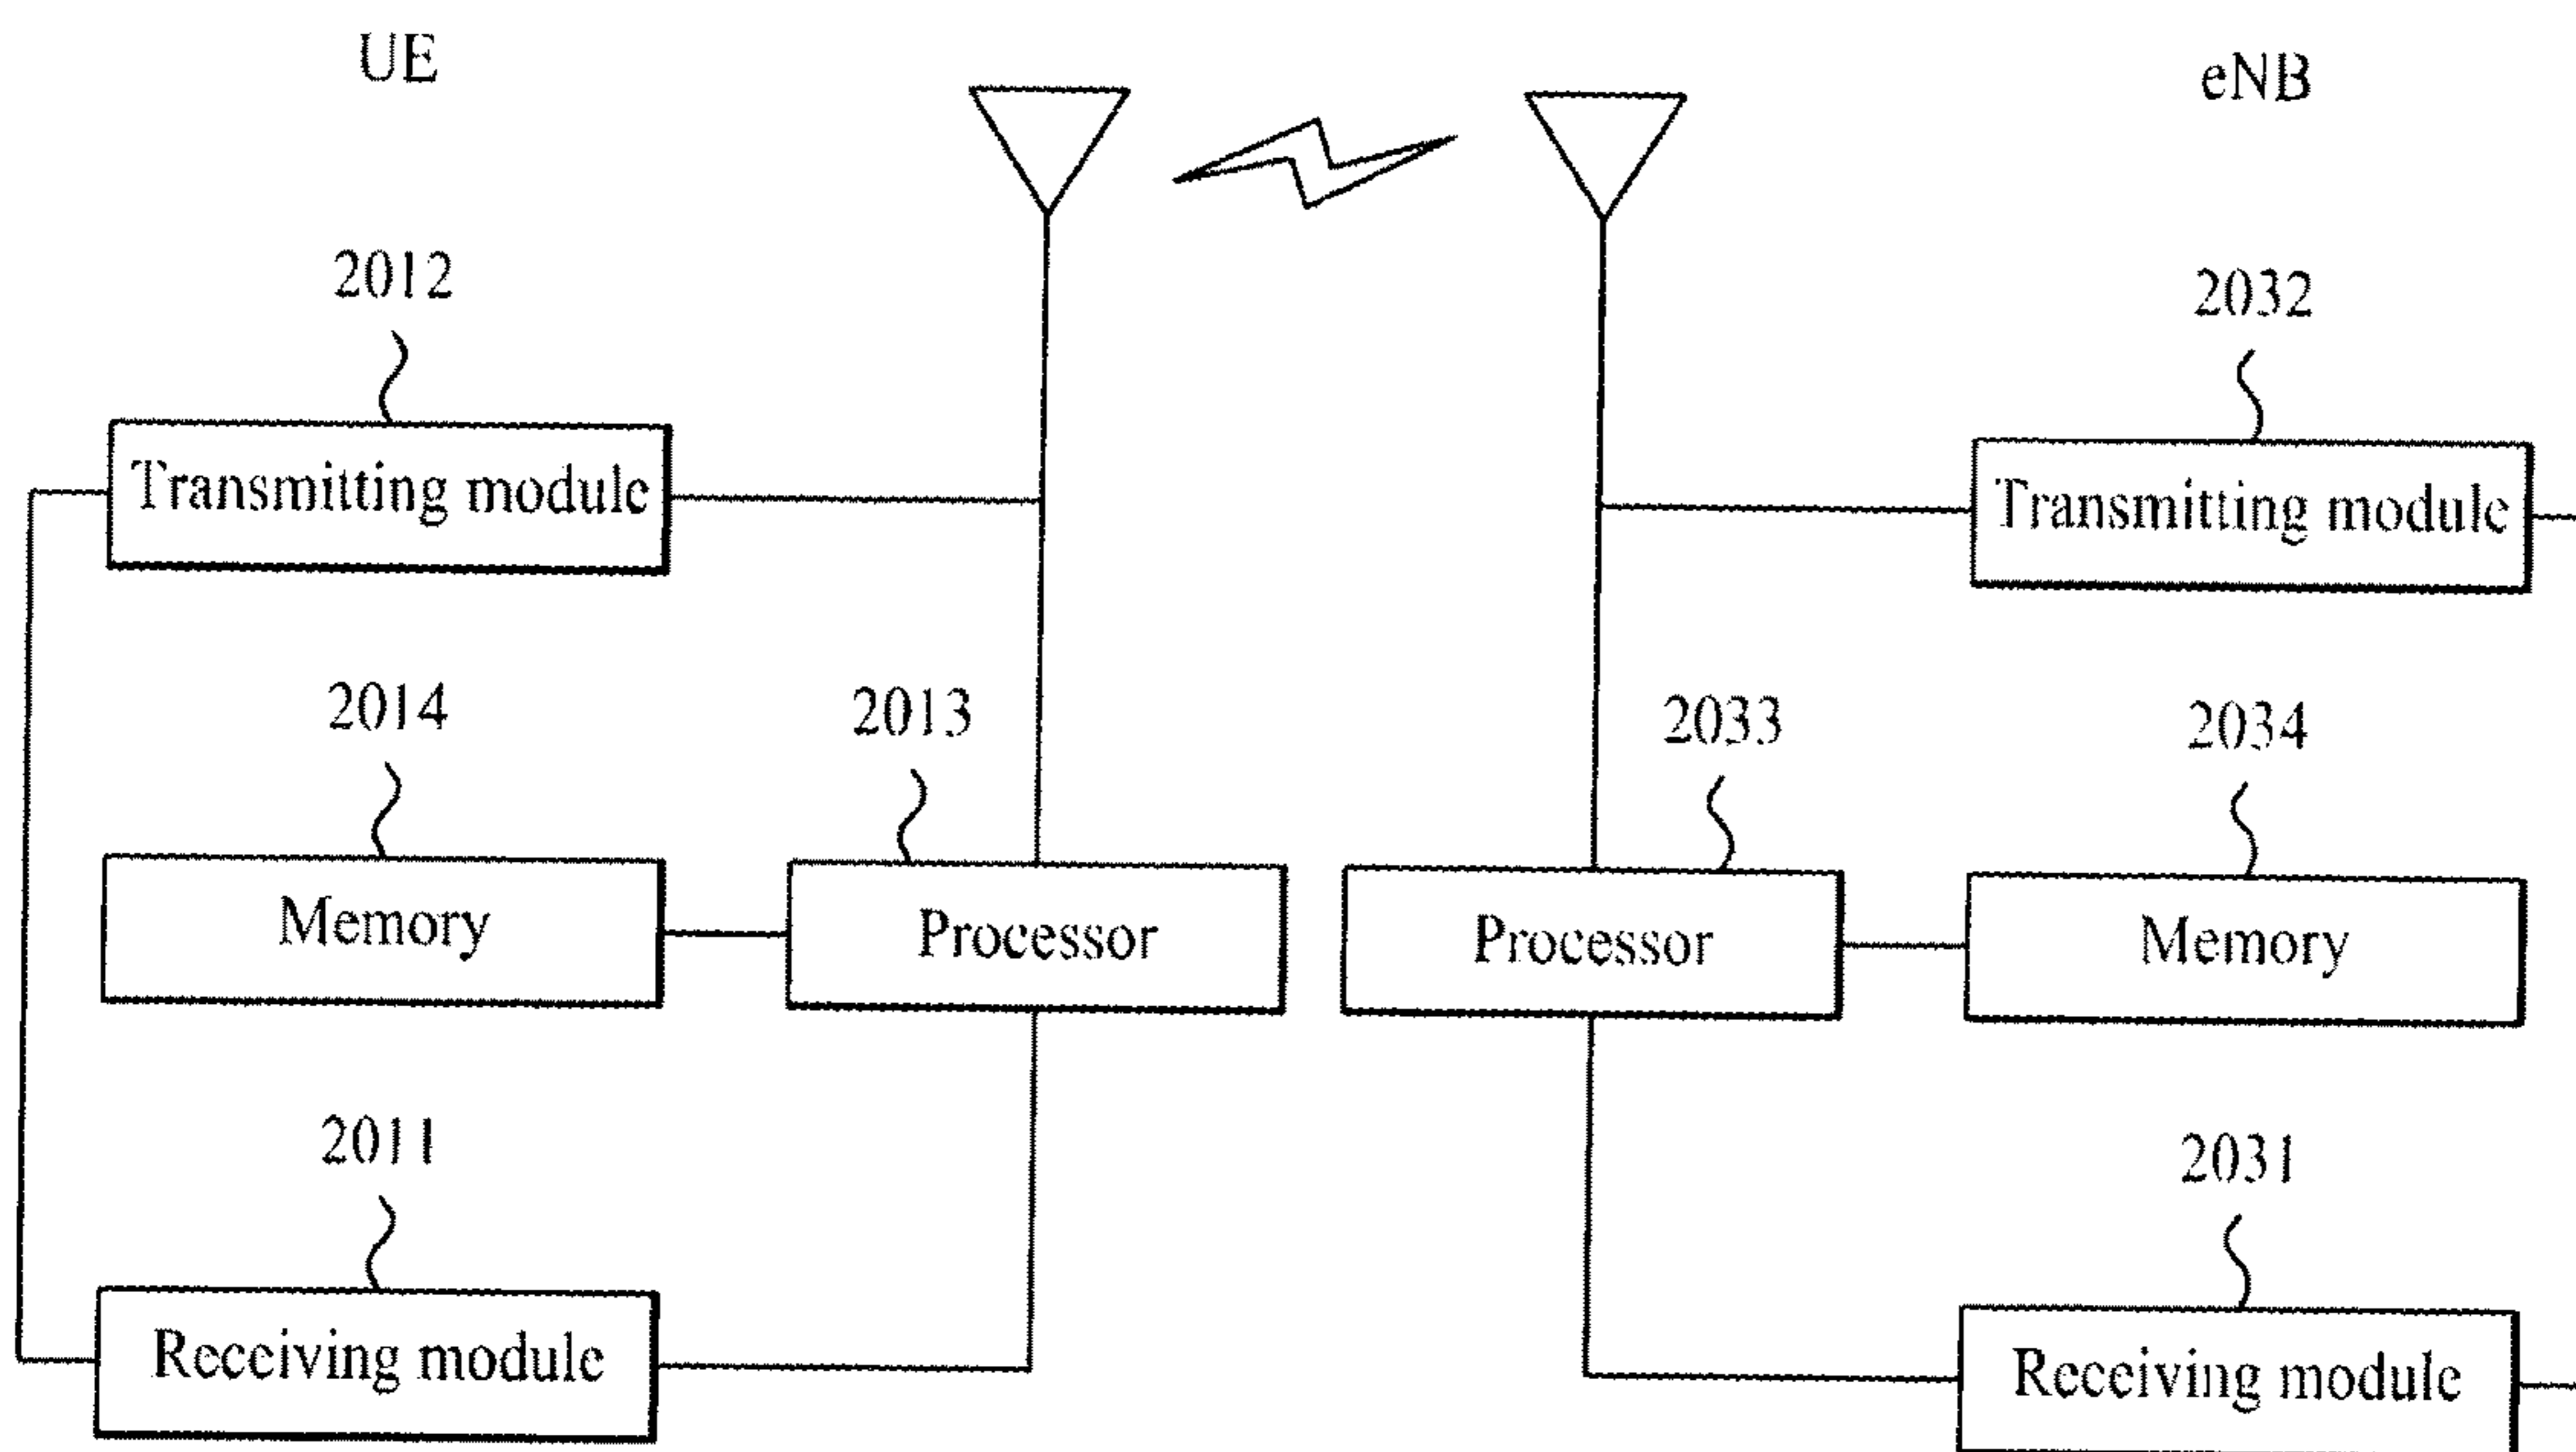 UE
eNB
2012
2032
Transmitting module
Transmitting module
2014
2013
2033
2034
Memory
Processor
Processor
Memory
2011
2031
Receiving module
Receiving module